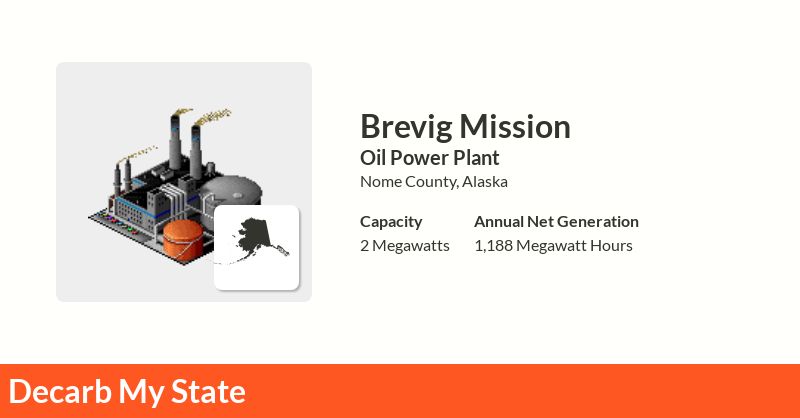 Brevig Mission
Oil Power Plant
Nome County, Alaska
Capacity
2 Megawatts
Annual Net Generation
1,188 Megawatt Hours
Decarb My State